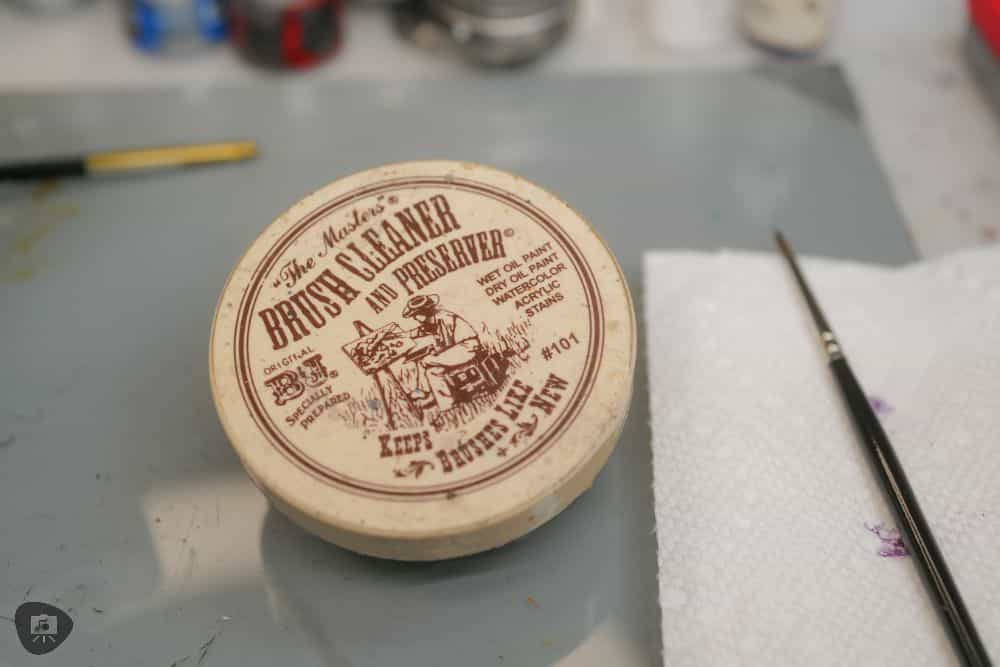 "The Masters"®
BRUSH CLEANER
AND PRESERVER©
WET OIL PAINT
DRY OIL PAINT
WATERCOLOR
ACRYLIC
STAINS
#101
ORIGINAL
B&J®
SPECIALLY
PREPARED
KEEPS
BRUSHES LIKE
NEW